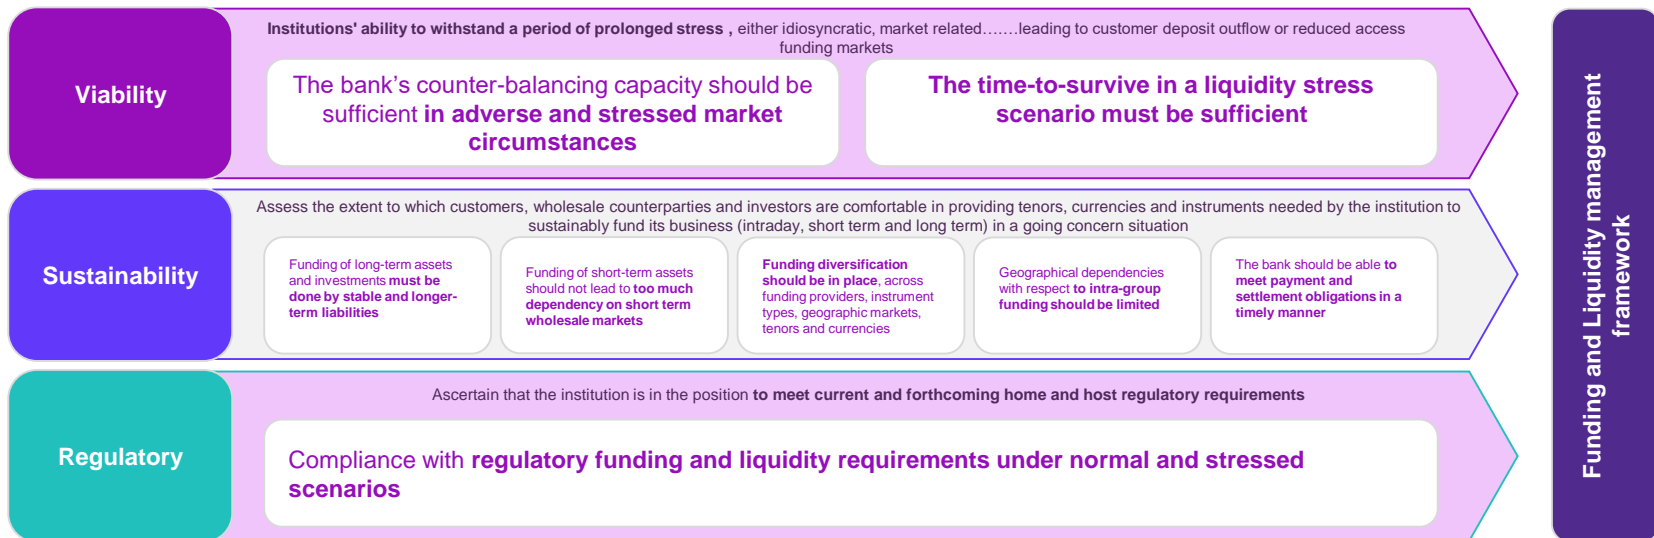 Viability
Institutions' ability to withstand a period of prolonged stress , either idiosyncratic, market related.......leading to customer deposit outflow or reduced access
funding markets
The bank's counter-balancing capacity should be
sufficient in adverse and stressed market
circumstances
The time-to-survive in a liquidity stress
scenario must be sufficient
Sustainability
Assess the extent to which customers, wholesale counterparties and investors are comfortable in providing tenors, currencies and instruments needed by the institution to
sustainably fund its business (intraday, short term and long term) in a going concern situation
Funding of long-term assets
and investments must be
done by stable and longer-
term liabilities
Funding of short-term assets
should not lead to too much
dependency on short term
wholesale markets
Funding diversification
should be in place, across
funding providers, instrument
types, geographic markets,
tenors and currencies
Geographical dependencies
with respect to intra-group
funding should be limited
The bank should be able to
meet payment and
settlement obligations in a
timely manner
Regulatory
Ascertain that the institution is in the position to meet current and forthcoming home and host regulatory requirements
Compliance with regulatory funding and liquidity requirements under normal and stressed
scenarios
Funding and Liquidity management
framework